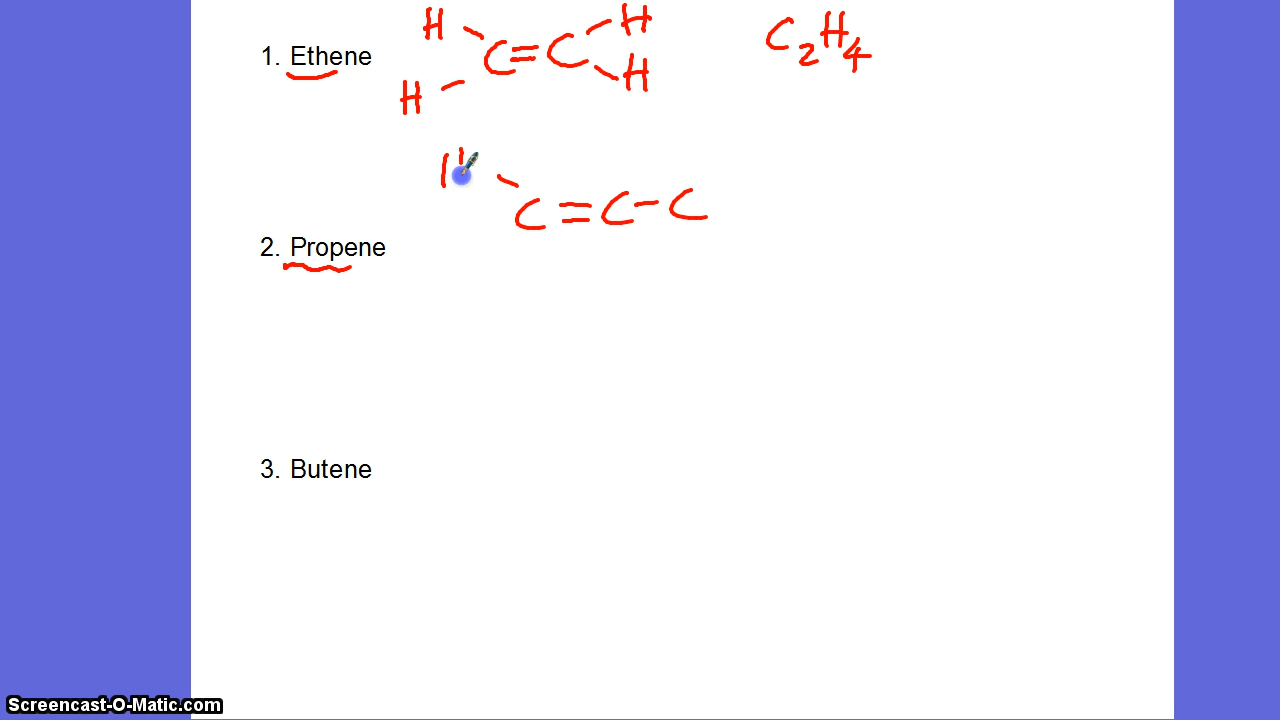 H H
1. Ethene C=C C2H4
H H
H
C=C-C
2. Propene
3. Butene
Screencast-O-Matic.com